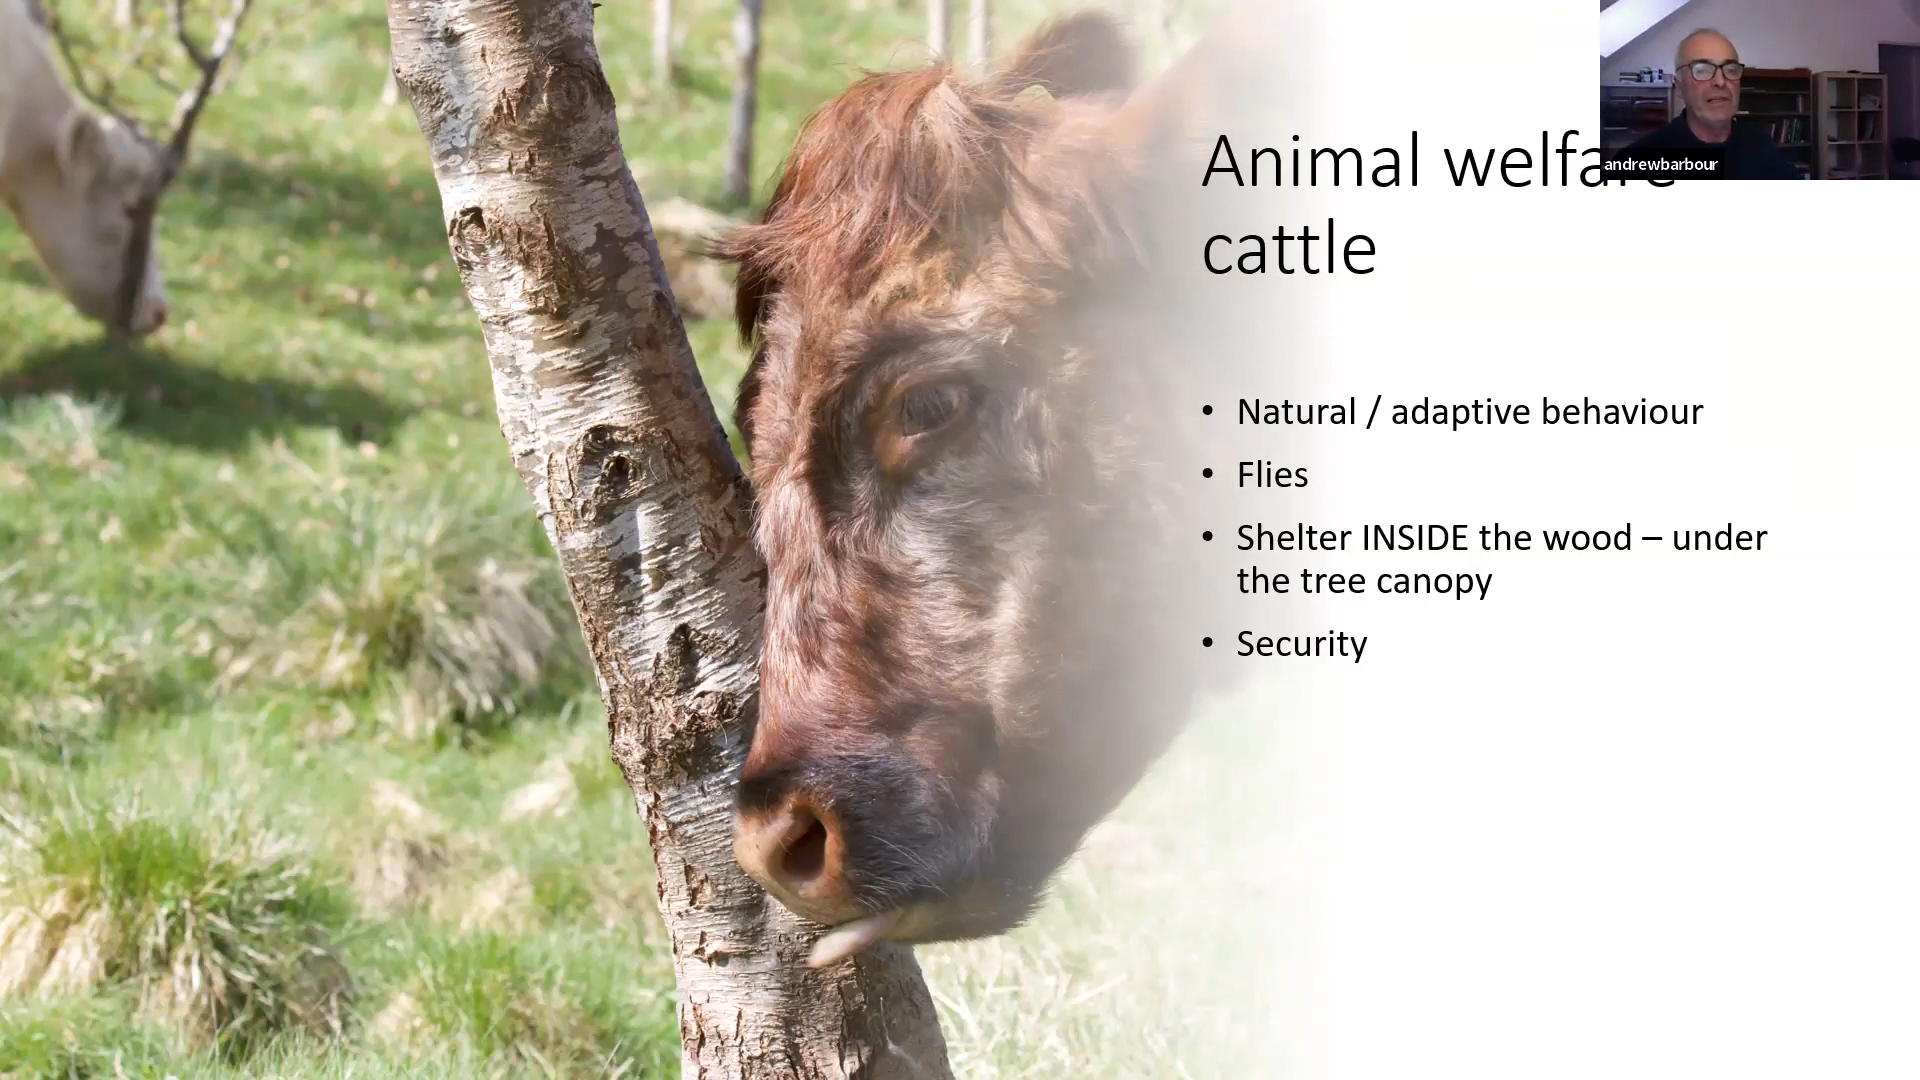 Animal welfare
cattle
andrewbarbour
• Natural / adaptive behaviour
• Flies
• Shelter INSIDE the wood – under
the tree canopy
• Security